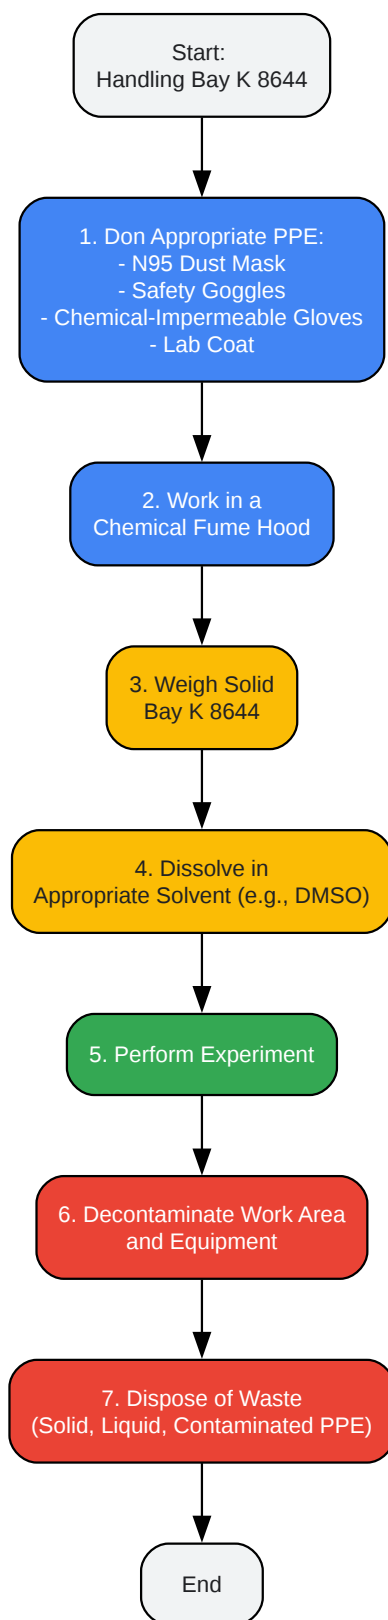 Start:
Handling Bay K 8644
1. Don Appropriate PPE:
- N95 Dust Mask
- Safety Goggles
- Chemical-Impermeable Gloves
- Lab Coat
2. Work in a
Chemical Fume Hood
3. Weigh Solid
Bay K 8644
4. Dissolve in
Appropriate Solvent (e.g., DMSO)
5. Perform Experiment
6. Decontaminate Work Area
and Equipment
7. Dispose of Waste
(Solid, Liquid, Contaminated PPE)
End